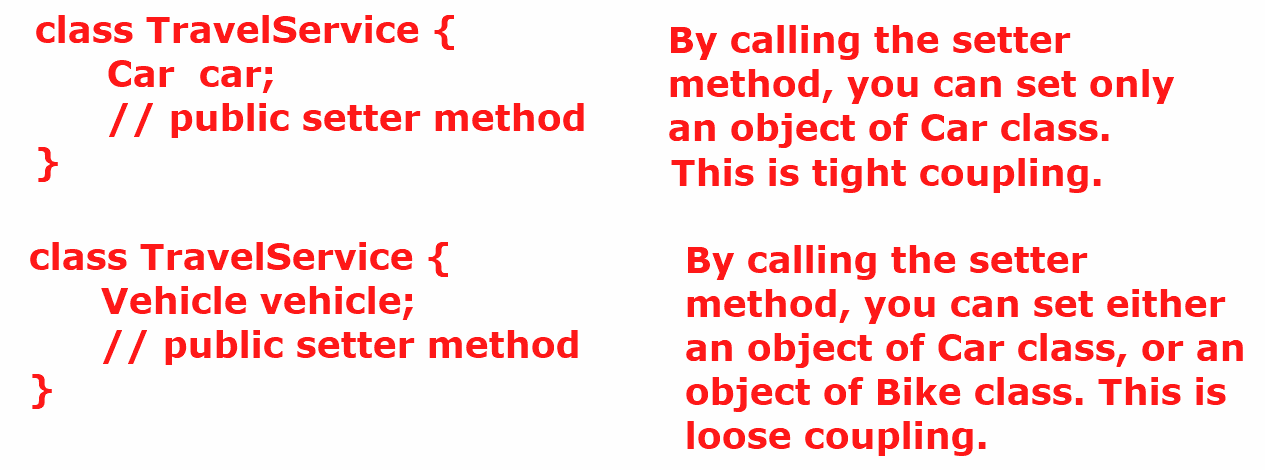 class TravelService {
Car  car;
// public setter method
}
By calling the setter
method, you can set only
an object of Car class.
This is tight coupling.
class TravelService {
Vehicle vehicle;
// public setter method
}
By calling the setter
method, you can set either
an object of Car class, or an
object of Bike class. This is
loose coupling.